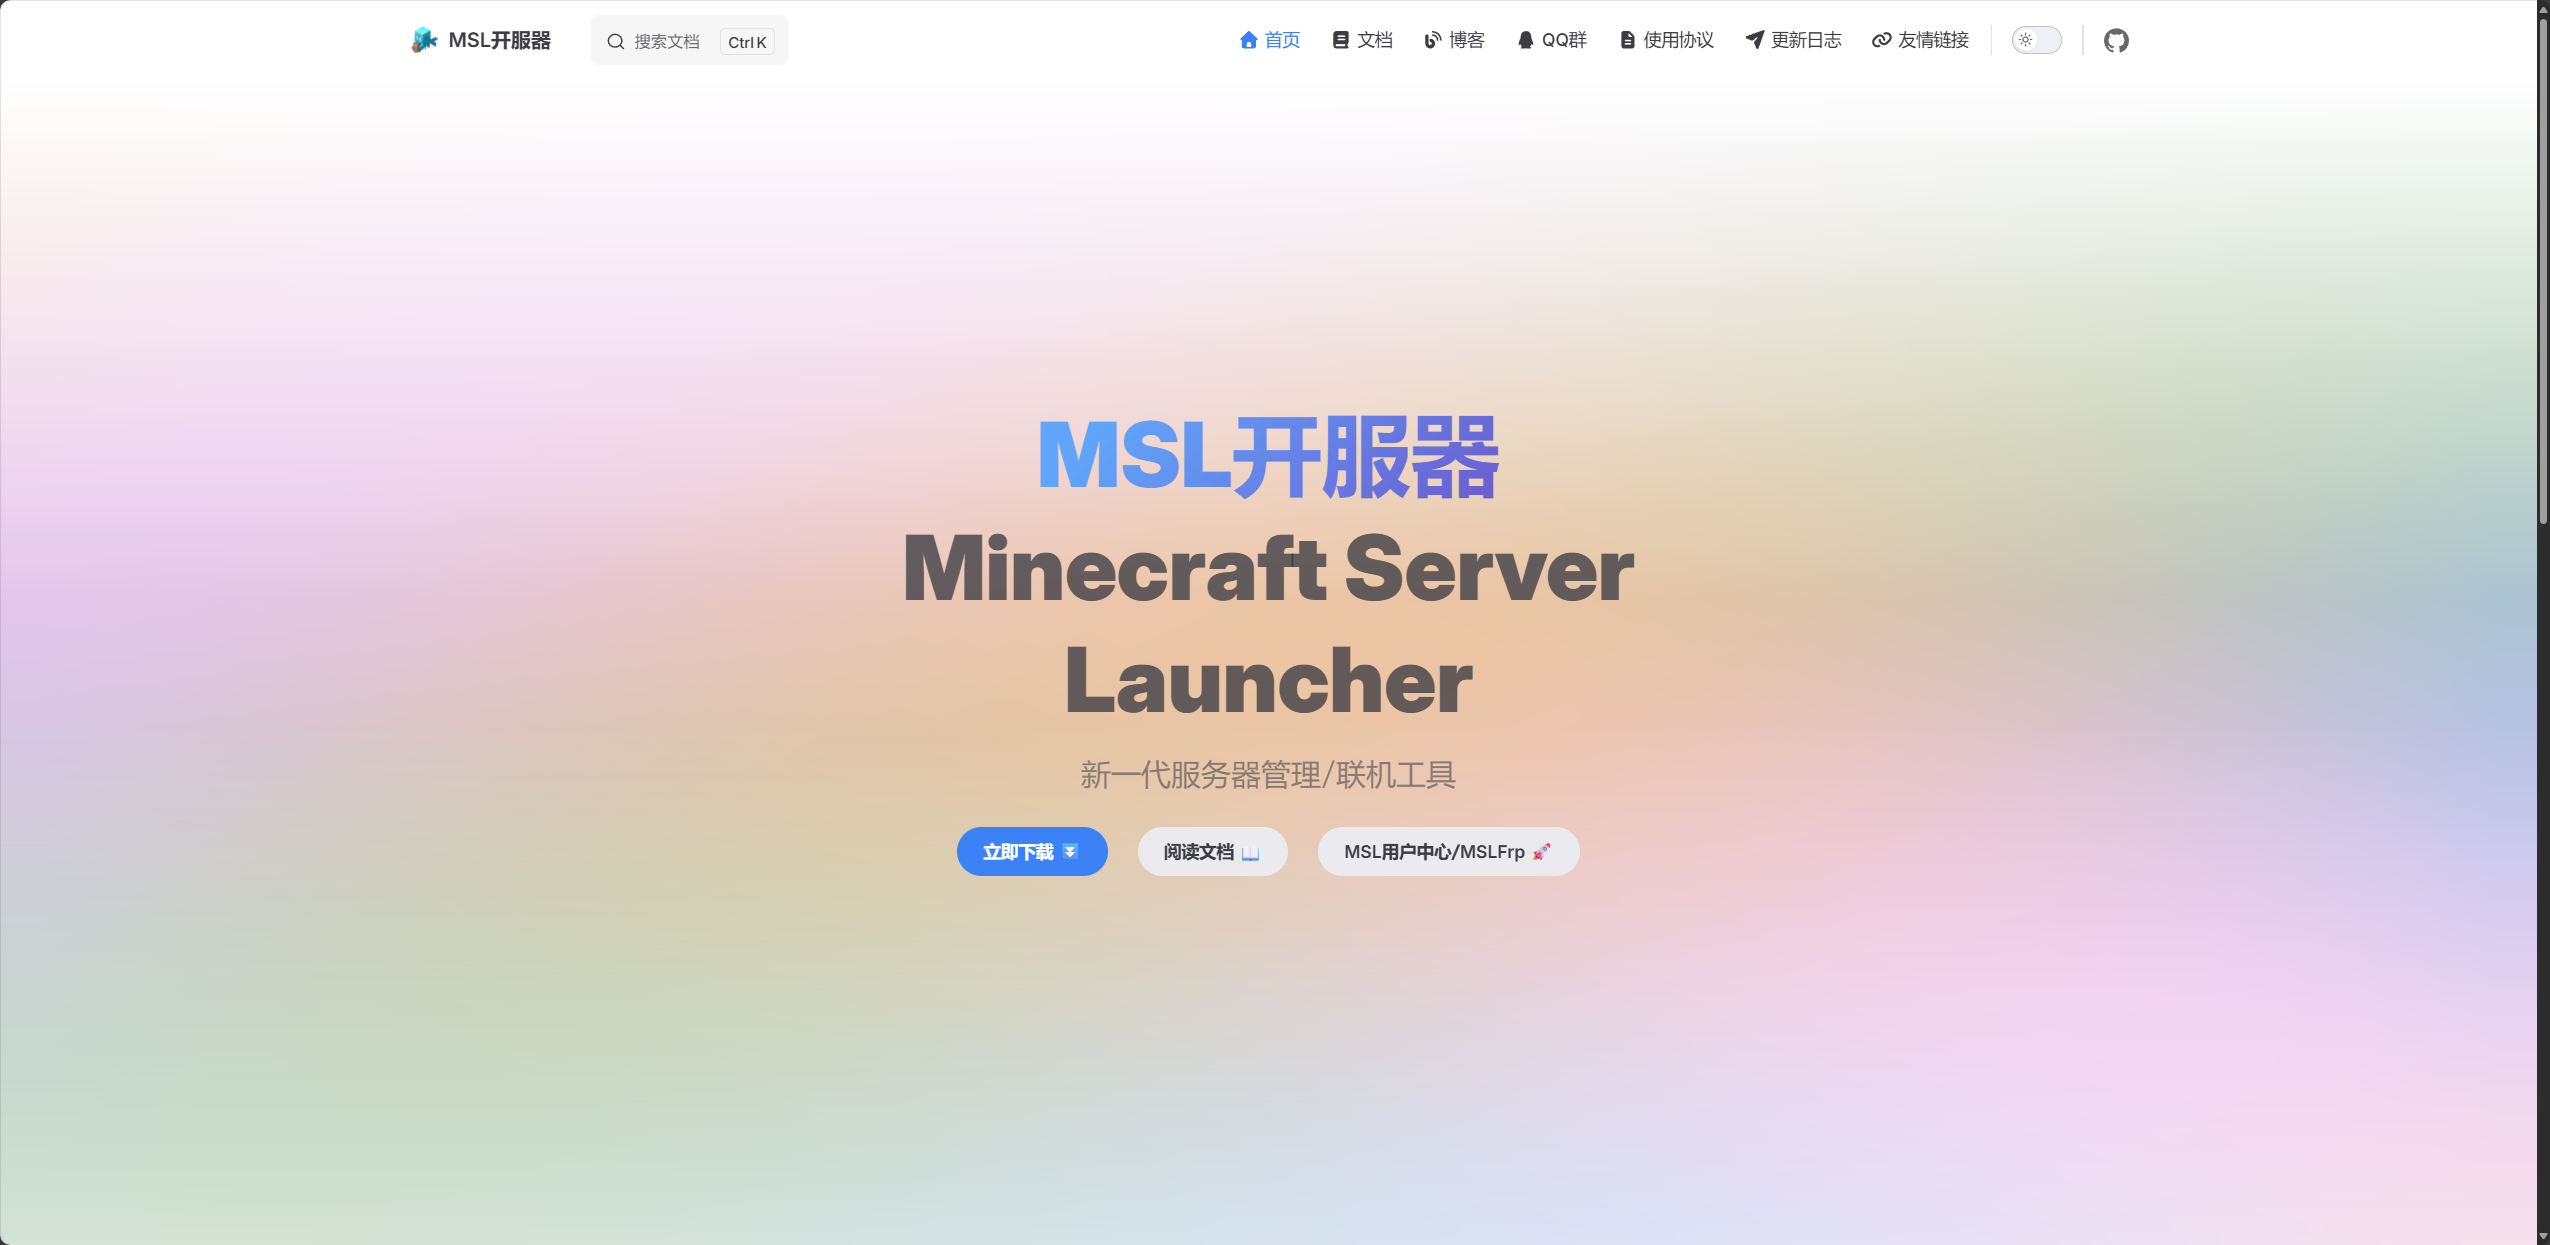 MSL开服器
搜索文档 Ctrl K
首页 文档 博客 QQ群 使用协议 更新日志 友情链接
MSL开服器
Minecraft Server
Launcher
新一代服务器管理/联机工具
立即下载 ⏬ 阅读文档 📖 MSL用户中心/MSLFrp 🚀